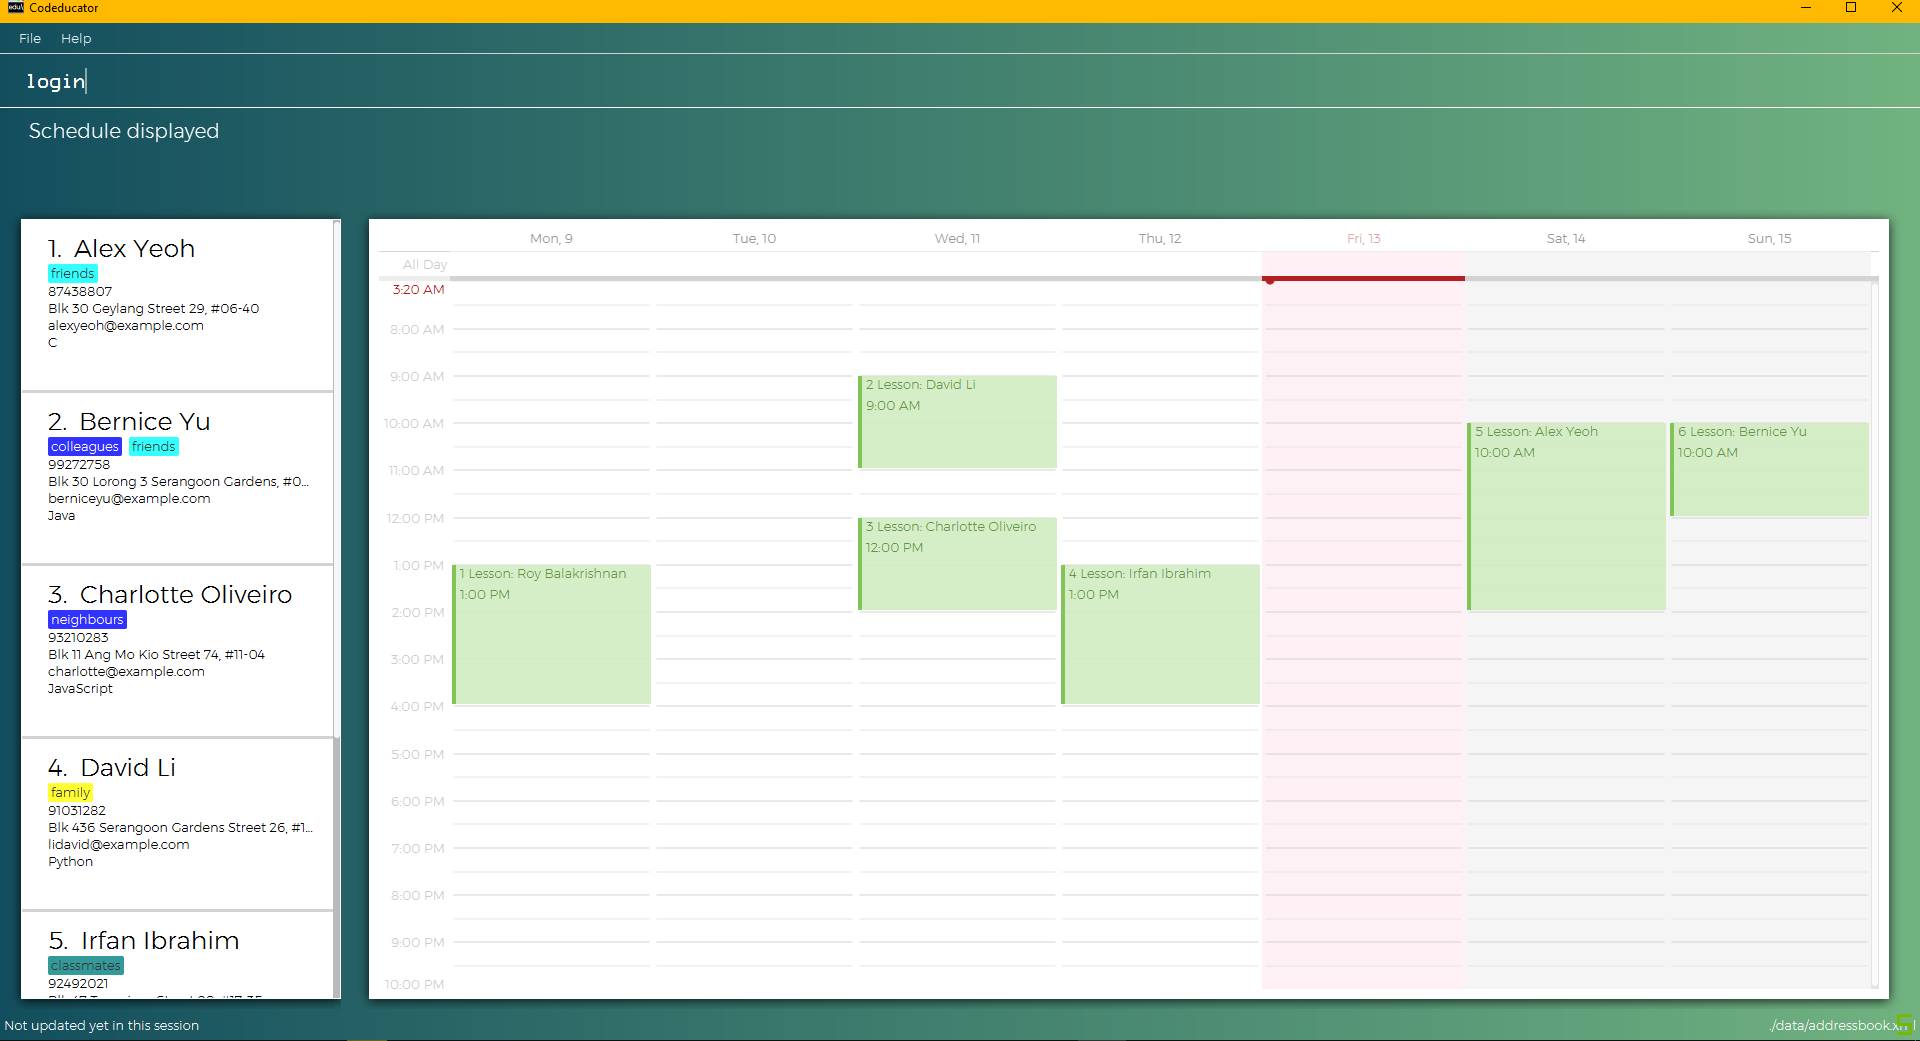 edu\ Codeducator
File Help
login
Schedule displayed
1. Alex Yeoh
friends
87438807
Blk 30 Geylang Street 29, #06-40
alexyeoh@example.com
C
2. Bernice Yu
colleagues friends
99272758
Blk 30 Lorong 3 Serangoon Gardens, #0...
berniceyu@example.com
Java
3. Charlotte Oliveiro
neighbours
93210283
Blk 11 Ang Mo Kio Street 74, #11-04
charlotte@example.com
JavaScript
4. David Li
family
91031282
Blk 436 Serangoon Gardens Street 26, #1...
lidavid@example.com
Python
5. Irfan Ibrahim
classmates
92492021
Mon, 9 Tue, 10 Wed, 11 Thu, 12 Fri, 13 Sat, 14 Sun, 15
All Day
3:20 AM
8:00 AM
9:00 AM
10:00 AM
11:00 AM
12:00 PM
1:00 PM
2:00 PM
3:00 PM
4:00 PM
5:00 PM
6:00 PM
7:00 PM
8:00 PM
9:00 PM
10:00 PM
1 Lesson: Roy Balakrishnan
1:00 PM
2 Lesson: David Li
9:00 AM
3 Lesson: Charlotte Oliveiro
12:00 PM
4 Lesson: Irfan Ibrahim
1:00 PM
5 Lesson: Alex Yeoh
10:00 AM
6 Lesson: Bernice Yu
10:00 AM
Not updated yet in this session